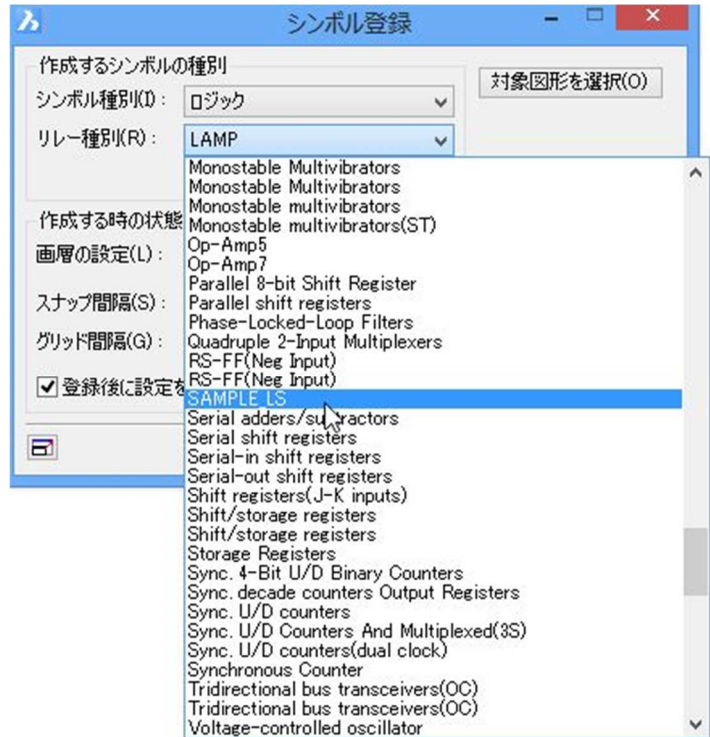 シンボル登録
作成するシンボルの種別
シンボル種別(I)：
ロジック
対象図形を選択(O)
リレー種別(R)：
LAMP
Monostable Multivibrators
Monostable Multivibrators
Monostable multivibrators
Monostable multivibrators(ST)
Op-Amp5
Op-Amp7
Parallel 8-bit Shift Register
Parallel shift registers
Phase-Locked-Loop Filters
Quadruple 2-Input Multiplexers
RS-FF(Neg Input)
RS-FF(Neg Input)
SAMPLE_LS
Serial adders/subtractors
Serial shift registers
Serial-in shift registers
Serial-out shift registers
Shift registers(J-K inputs)
Shift/storage registers
Shift/storage registers
Storage Registers
Sync. 4-Bit U/D Binary Counters
Sync. decade counters Output Registers
Sync. U/D counters
Sync. U/D Counters And Multiplexed(3S)
Sync. U/D counters(dual clock)
Synchronous Counter
Tridirectional bus transceivers(OC)
Tridirectional bus transceivers(OC)
Voltage-controlled oscillator
作成する時の状態
画層の設定(L)：
スナップ間隔(S)：
グリッド間隔(G)：
登録後に設定を